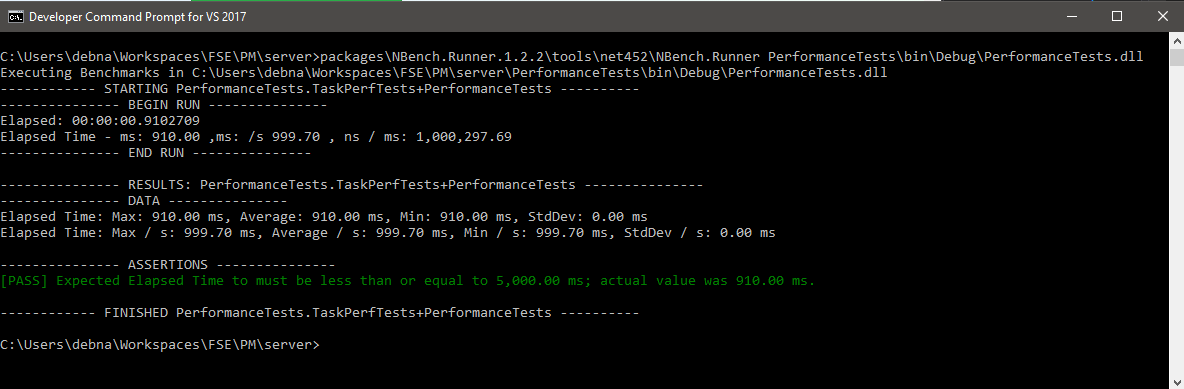 Developer Command Prompt for VS 2017
C:\Users\debna\Workspaces\FSE\PM\server>packages\NBench.Runner.1.2.2\tools\net452\NBench.Runner PerformanceTests\bin\Debug\PerformanceTests.dll
Executing Benchmarks in C:\Users\debna\Workspaces\FSE\PM\server\PerformanceTests\bin\Debug\PerformanceTests.dll
------------ STARTING PerformanceTests.TaskPerfTests+PerformanceTests ----------
--------------- BEGIN RUN ---------------
Elapsed: 00:00:00.9102709
Elapsed Time - ms: 910.00 ,ms: /s 999.70 , ns / ms: 1,000,297.69
--------------- END RUN ---------------
--------------- RESULTS: PerformanceTests.TaskPerfTests+PerformanceTests ---------------
--------------- DATA ---------------
Elapsed Time: Max: 910.00 ms, Average: 910.00 ms, Min: 910.00 ms, StdDev: 0.00 ms
Elapsed Time: Max / s: 999.70 ms, Average / s: 999.70 ms, Min / s: 999.70 ms, StdDev / s: 0.00 ms
--------------- ASSERTIONS ---------------
[PASS] Expected Elapsed Time to must be less than or equal to 5,000.00 ms; actual value was 910.00 ms.
------------ FINISHED PerformanceTests.TaskPerfTests+PerformanceTests ----------
C:\Users\debna\Workspaces\FSE\PM\server>